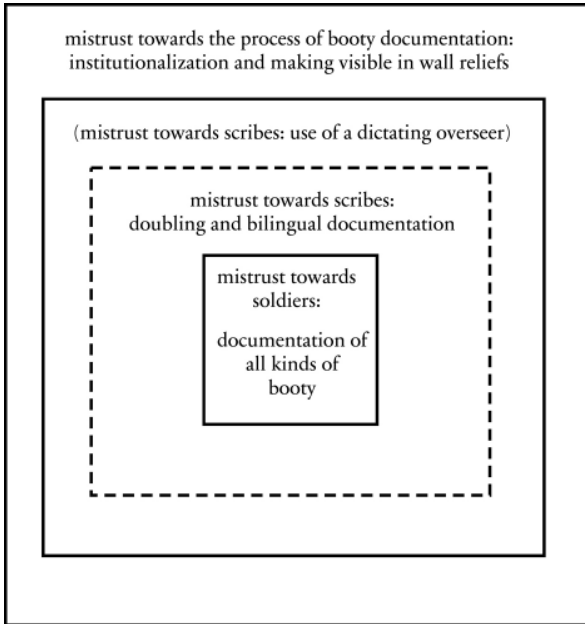 mistrust towards the process of booty documentation:
institutionalization and making visible in wall reliefs
(mistrust towards scribes: use of a dictating overseer)
mistrust towards scribes:
doubling and bilingual documentation
mistrust towards
soldiers:
documentation of
all kinds of
booty